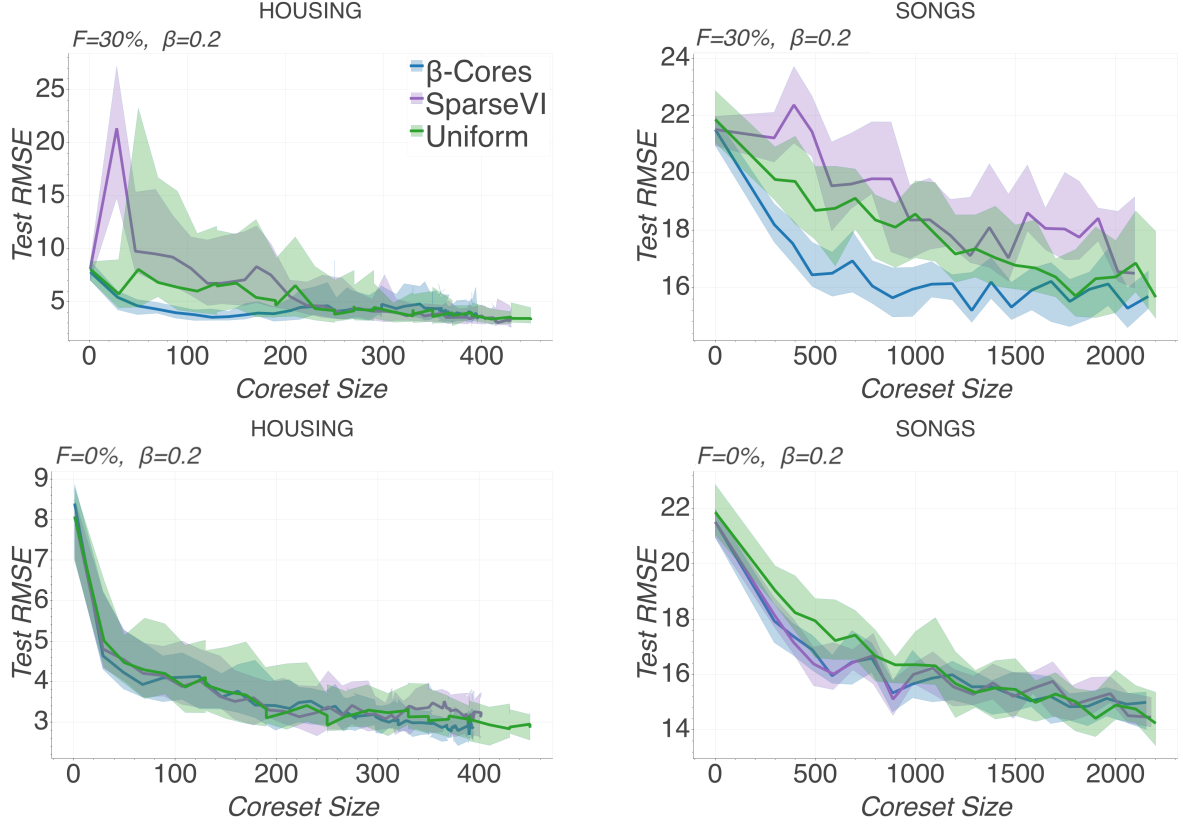 HOUSING
F=30%, β=0.2
25
20
15
10
5
Test RMSE
β-Cores
SparseVI
Uniform
0 100 200 300 400
Coreset Size
SONGS
F=30%, β=0.2
24
22
20
18
16
Test RMSE
0 500 1000 1500 2000
Coreset Size
HOUSING
F=0%, β=0.2
9
8
7
6
5
4
3
Test RMSE
0 100 200 300 400
Coreset Size
SONGS
F=0%, β=0.2
22
20
18
16
14
Test RMSE
0 500 1000 1500 2000
Coreset Size